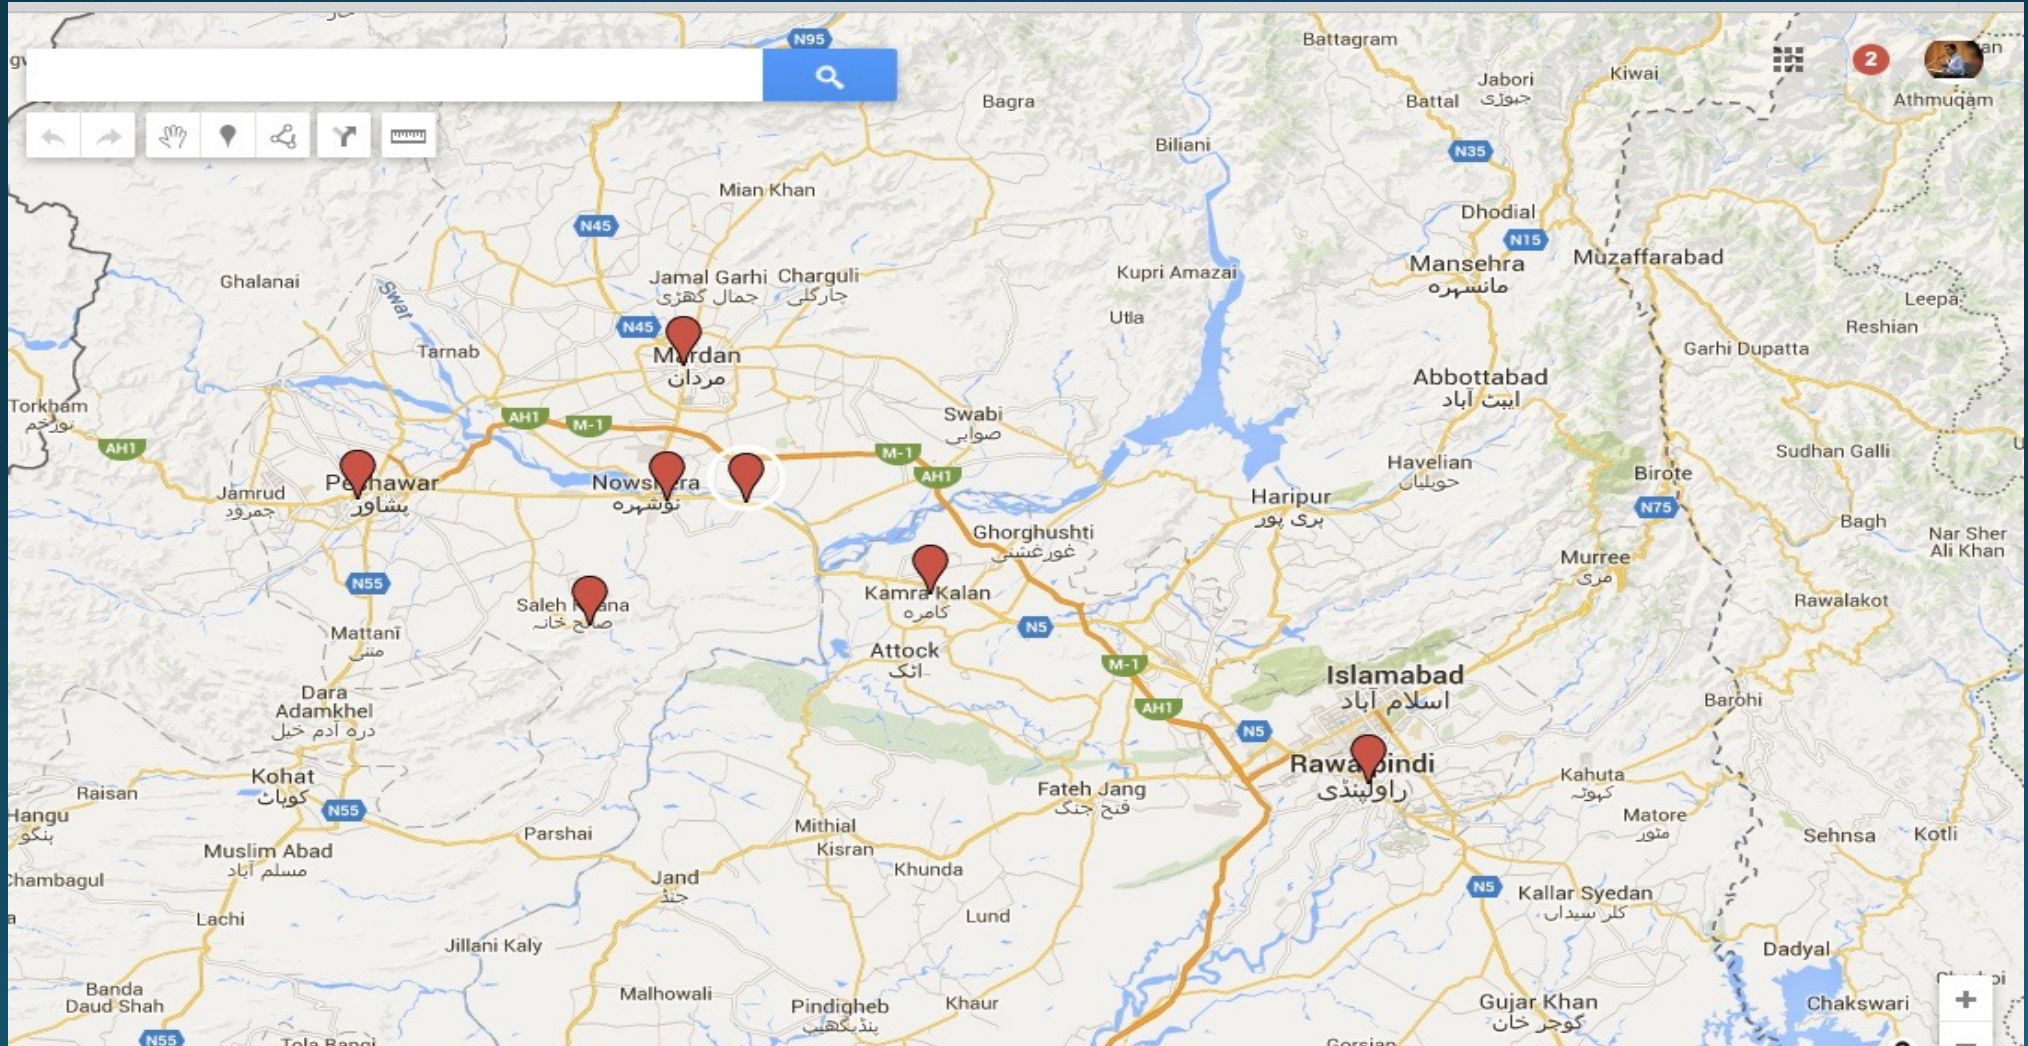 N95
Battagram
Jabori
جبوڑی
Kiwai
2
Battal
Athmuqam
Bagra
Biliani
N35
Mian Khan
N45
Dhodial
N15
Muzaffarabad
Mansehra
مانسہرہ
Ghalanai
Swat
Jamal Garhi
جمال گھڑی
Charguli
چارگلی
Kupri Amazai
Leepa
Utla
Reshian
N45
Tarnab
Mardan
مردان
Garhi Dupatta
Abbottabad
ایبٹ آباد
Torkham
تورخم
AH1
M-1
Swabi
صوابی
AH1
M-1
AH1
Sudhan Galli
Havelian
حویلیاں
Birote
Jamrud
جمرود
Peshawar
پشاور
Nowshera
نوشہرہ
Haripur
ہری پور
N75
Bagh
Ghorghushti
غورغشتی
Nar Sher
Ali Khan
Murree
مری
N55
Saleh Khana
صالح خانہ
Kamra Kalan
کامرہ
Rawalakot
N5
Mattani
متنی
Attock
اٹک
M-1
Islamabad
اسلام آباد
Dara
Adamkhel
درہ آدم خیل
AH1
N5
Barohi
Rawalpindi
راولپنڈی
Kohat
کوہاٹ
Raisan
Fateh Jang
فتح جنگ
Kahuta
کہوٹہ
N55
Hangu
ہنگو
Parshai
Mithial
Matore
مٹور
Sehnsa
Kotli
Muslim Abad
مسلم آباد
Kisran
Khunda
Chambagul
Jand
جنڈ
N5
Kallar Syedan
کلر سیداں
Lachi
Lund
Jillani Kaly
Dadyal
Banda
Daud Shah
Malhowali
Pindigheb
پنڈیگھیب
Khaur
Gujar Khan
گوجر خان
Chakswari
+
N55